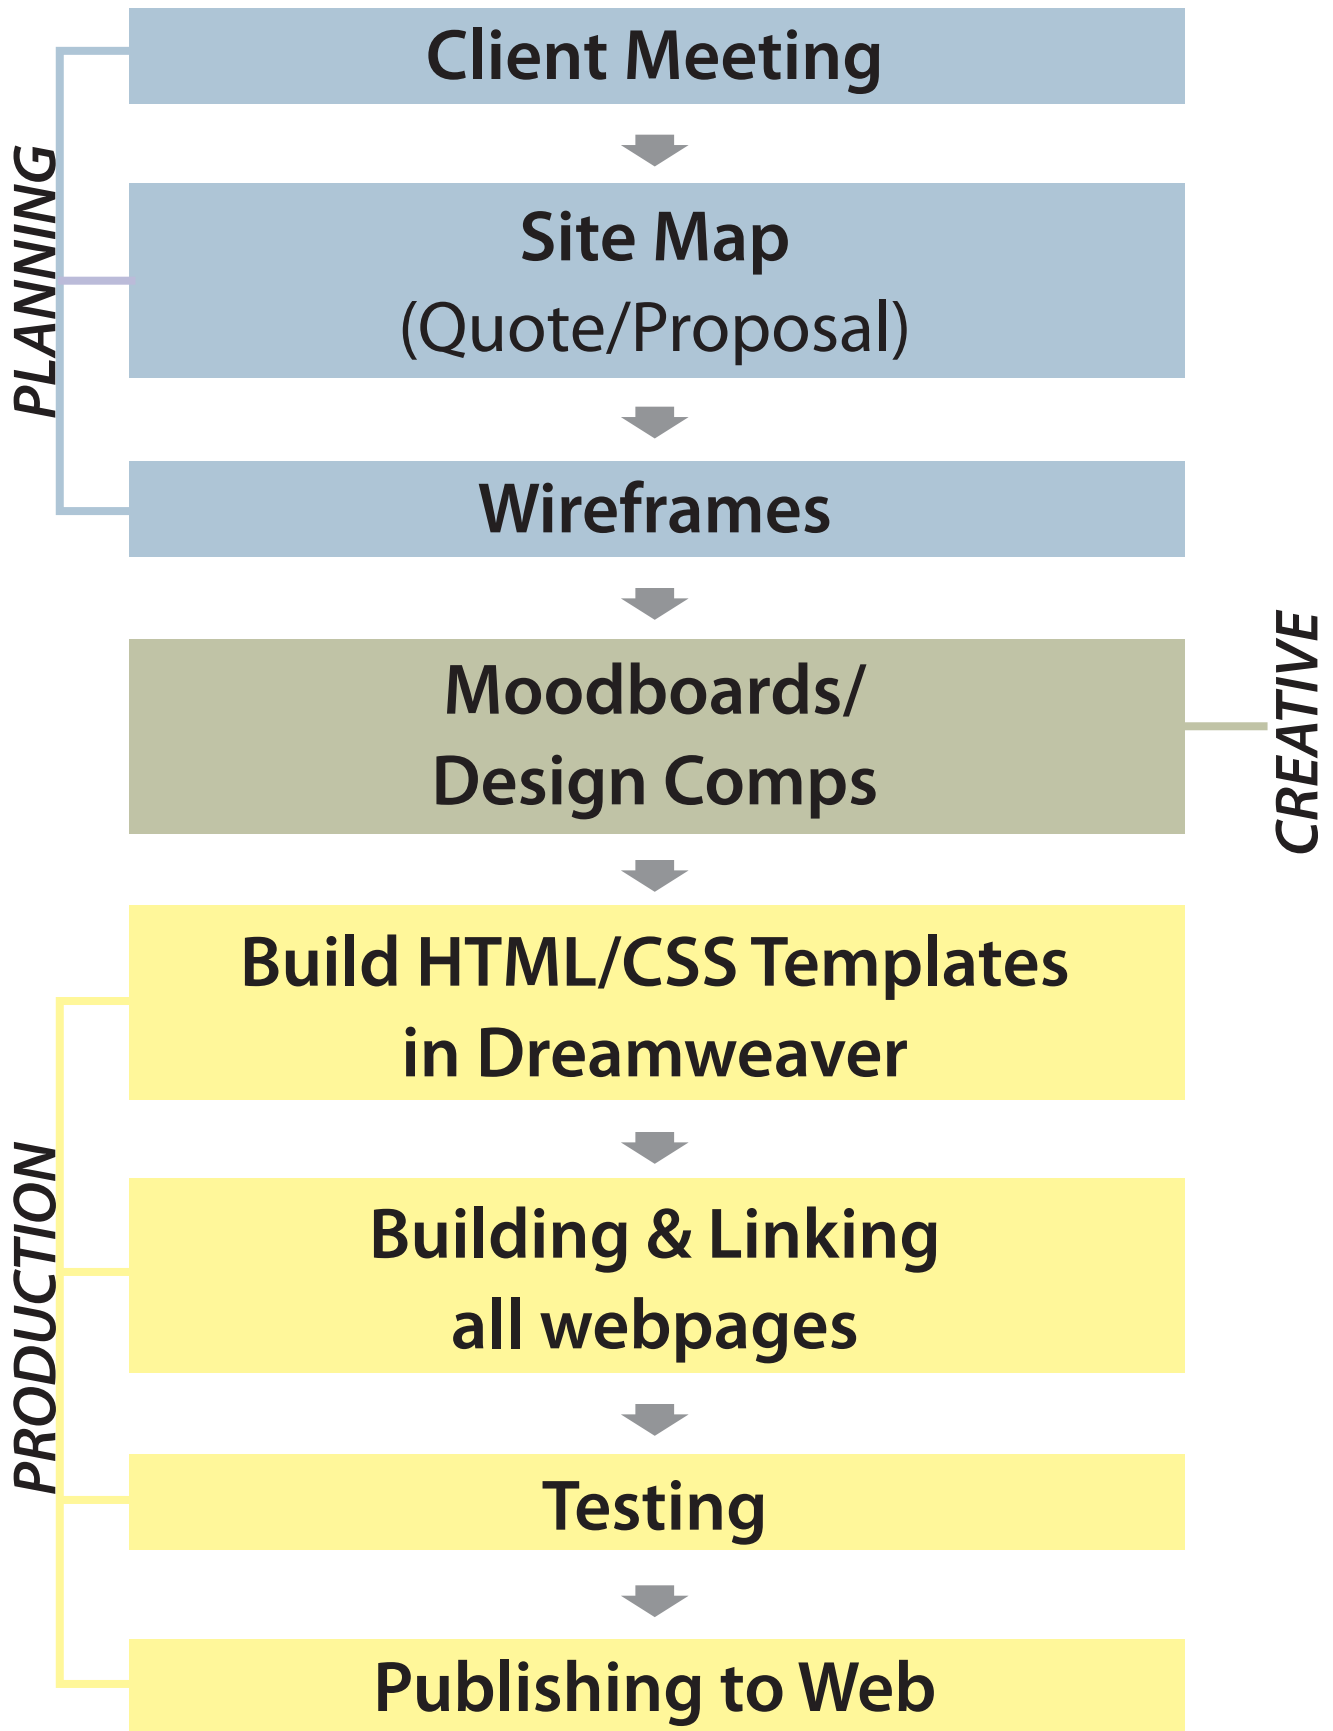 Client Meeting
PLANNING
Site Map
(Quote/Proposal)
Wireframes
Moodboards/
Design Comps
CREATIVE
Build HTML/CSS Templates
in Dreamweaver
PRODUCTION
Building & Linking
all webpages
Testing
Publishing to Web